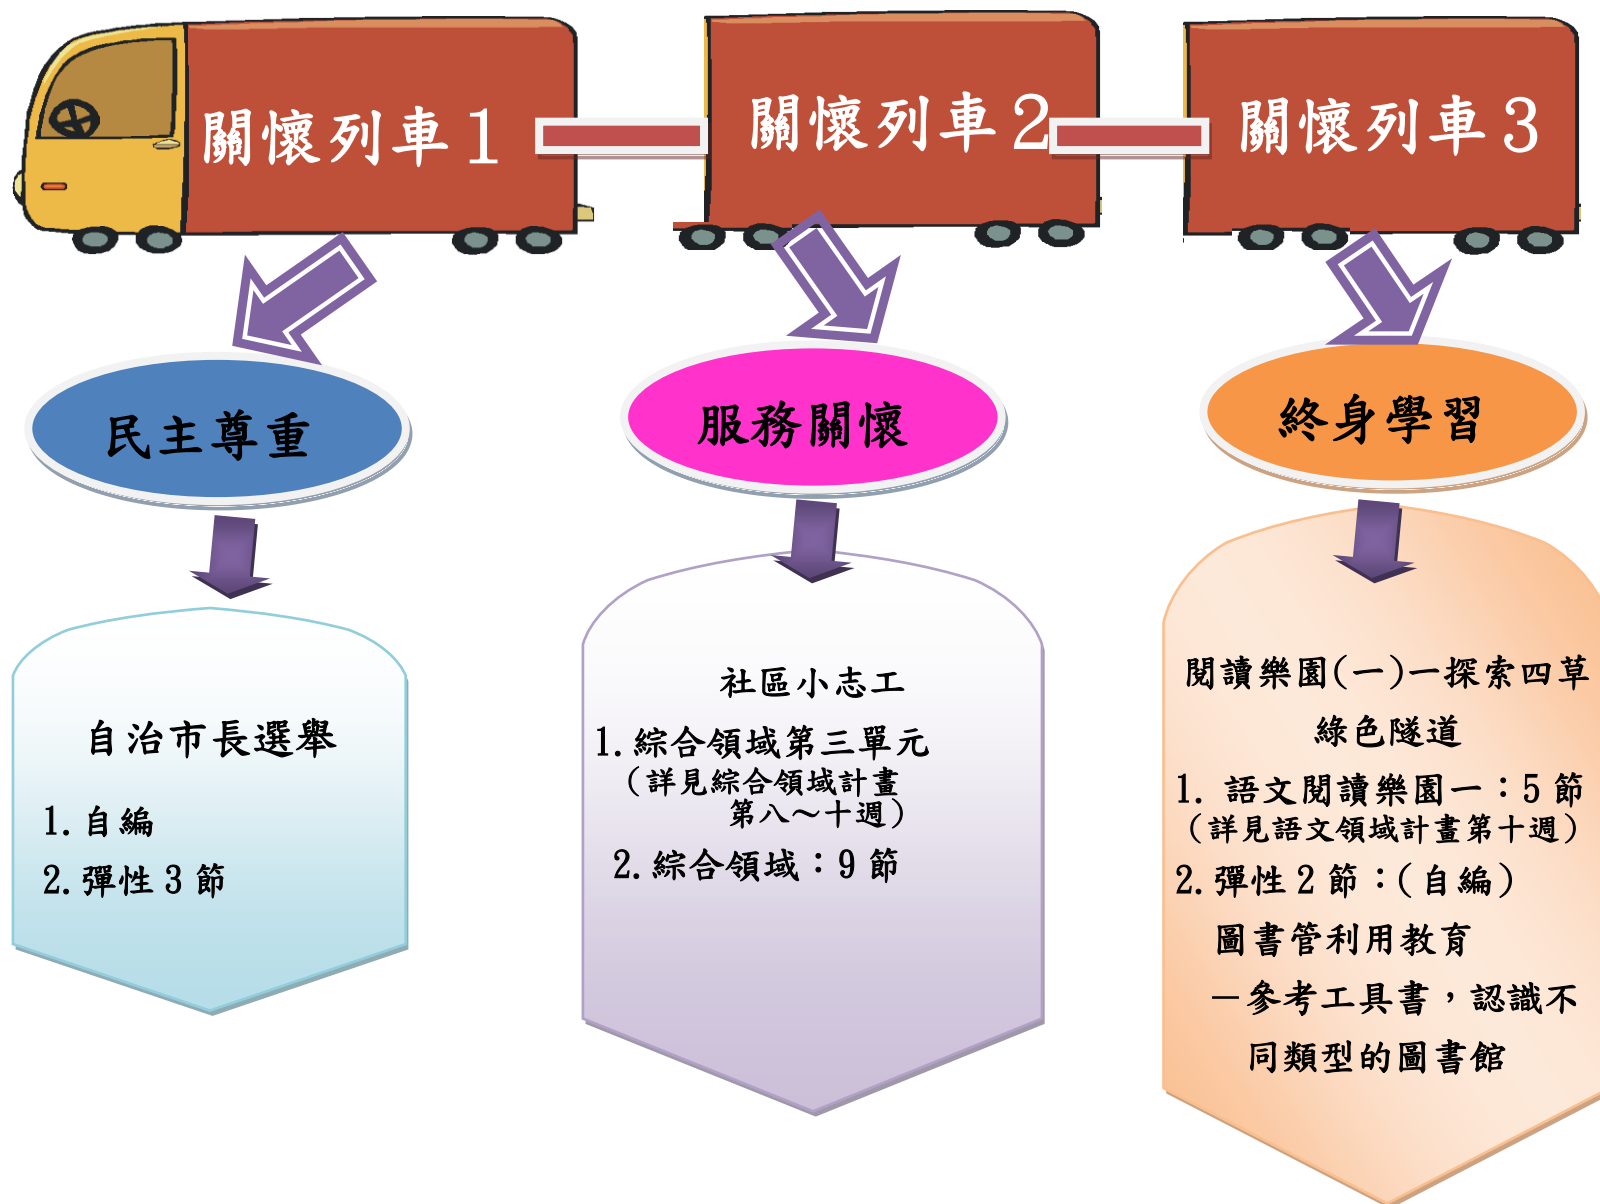 關懷列車1
關懷列車2
關懷列車3
民主尊重
服務關懷
終身學習
自治市長選舉
1.自編
2.彈性3節
社區小志工
1.綜合領域第三單元
(詳見綜合領域計畫
第八～十週)
2.綜合領域：9節
閱讀樂園(一)—探索四草
綠色隧道
1. 語文閱讀樂園一：5節
(詳見語文領域計畫第十週)
2.彈性2節：(自編)
圖書管利用教育
－參考工具書，認識不
同類型的圖書館